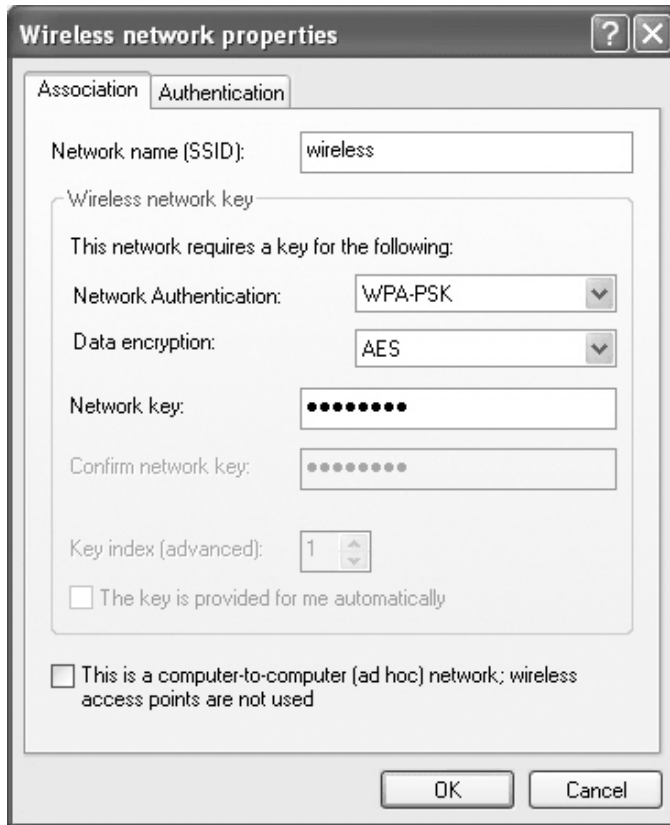 Wireless network properties
Association Authentication
Network name (SSID): wireless
Wireless network key
This network requires a key for the following:
Network Authentication: WPA-PSK
Data encryption: AES
Network key: ●●●●●●●●
Confirm network key: ●●●●●●●●
Key index (advanced): 1
The key is provided for me automatically
This is a computer-to-computer (ad hoc) network; wireless
access points are not used
OK Cancel